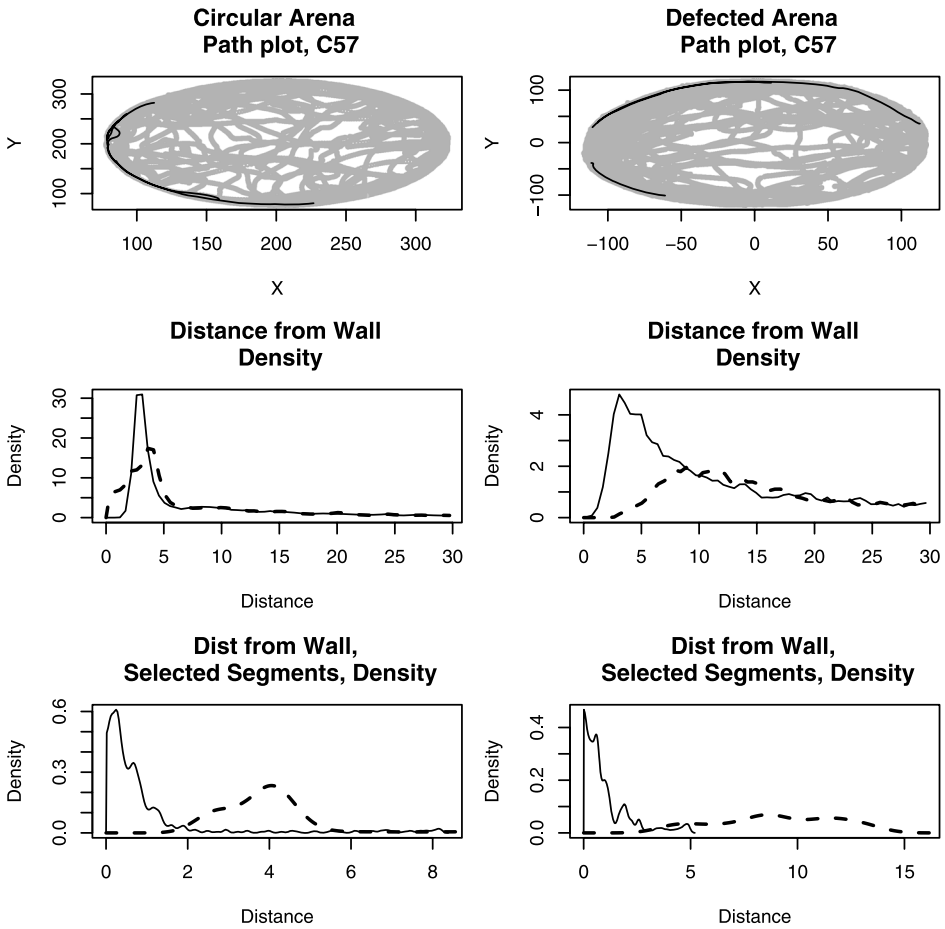 Circular Arena
Path plot, C57
Y
100 200 300
100 150 200 250 300
X
Defected Arena
Path plot, C57
Y
−100 0 100
−100 −50 0 50 100
X
Distance from Wall
Density
Density
0 10 20 30
0 5 10 15 20 25 30
Distance
Distance from Wall
Density
Density
0 2 4
0 5 10 15 20 25 30
Distance
Dist from Wall,
Selected Segments, Density
Density
0.0 0.3 0.6
0 2 4 6 8
Distance
Dist from Wall,
Selected Segments, Density
Density
0.0 0.2 0.4
0 5 10 15
Distance